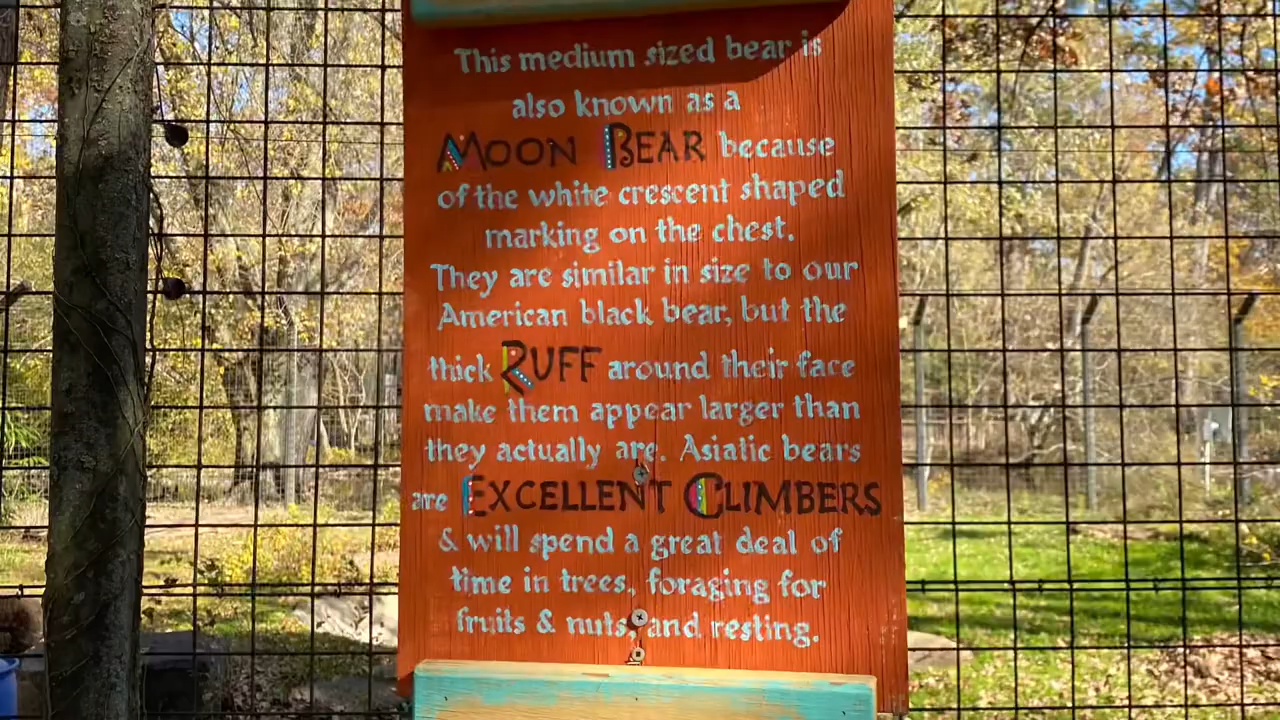 This medium sized bear is
also known as a
MOON BEAR because
of the white crescent shaped
marking on the chest.
They are similar in size to our
American black bear, but the
thick RUFF around their face
make them appear larger than
they actually are. Asiatic bears
are EXCELLENT CLIMBERS
& will spend a great deal of
time in trees, foraging for
fruits & nuts, and resting.